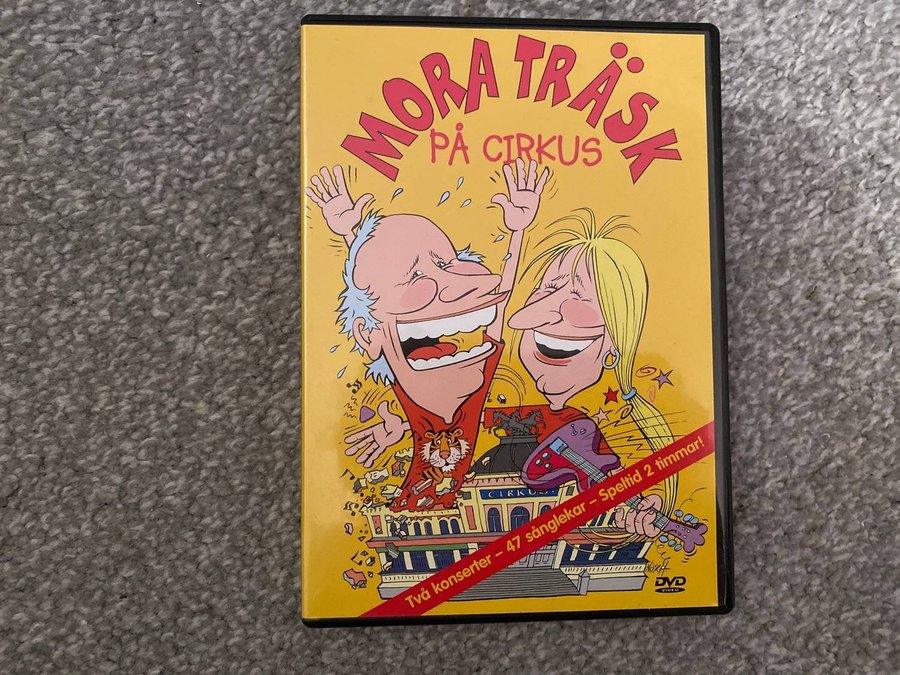 MORA TRÄSK
PÅ CIRKUS
CIRKUS
Två konserter – 47 sånglekar – Speltid 2 timmar!
DVD
VIDEO